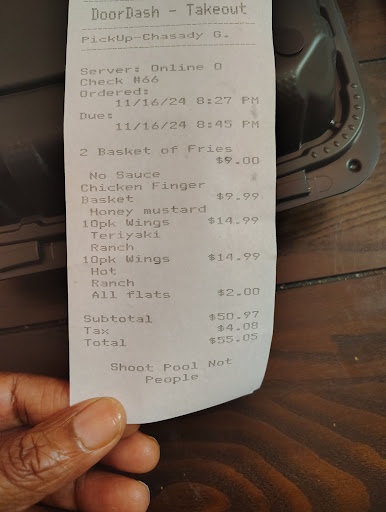 DoorDash - Takeout
PickUp-Chasady G.
Server: Online O
Check #66
Ordered:
11/16/24 8:27 PM
Due:
11/16/24 8:45 PM
2 Basket of Fries
$9.00
No Sauce
Chicken Finger
Basket $9.99
Honey mustard
10pk Wings $14.99
Teriyaki
Ranch
10pk Wings $14.99
Hot
Ranch
All flats $2.00
Subtotal $50.97
Tax $4.08
Total $55.05
Shoot Pool Not
People